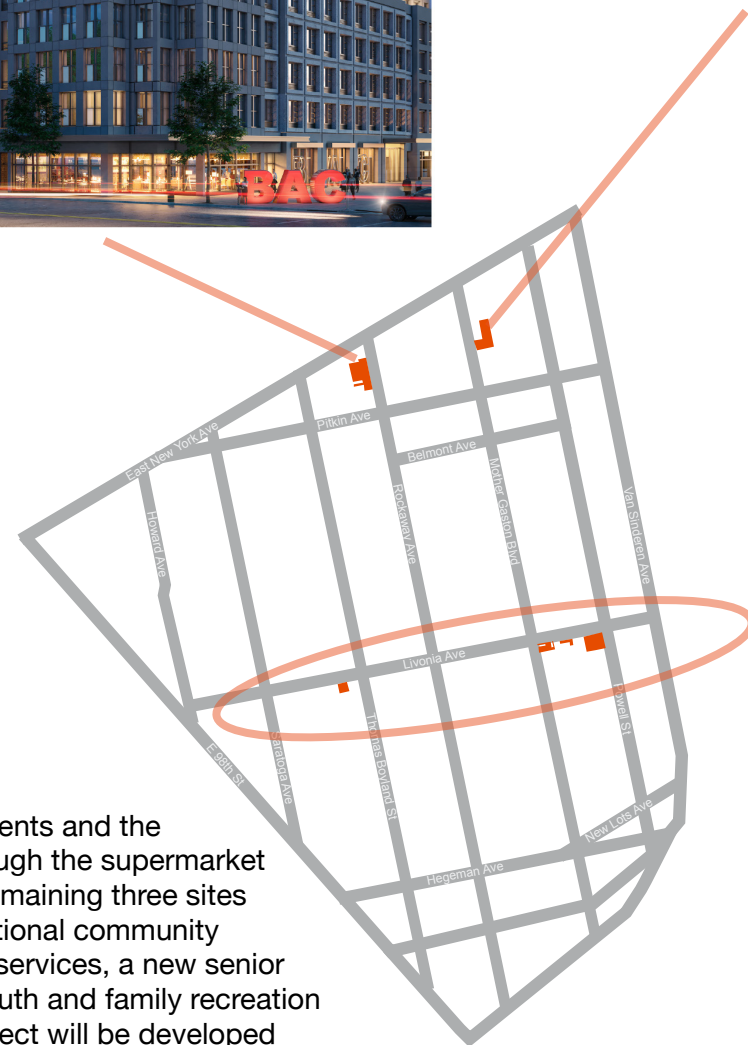 BAC
East New York Ave
Pitkin Ave
Belmont Ave
Howard Ave
Rockaway Ave
Mother Gaston Blvd
Van Sinderen Ave
Livonia Ave
E 98th St
Saratoga Ave
Thomas Boyland St
Powell St
New Lots Ave
Hegeman Ave
ents and the
ugh the supermarket
maining three sites
tional community
services, a new senior
uth and family recreation
ect will be developed